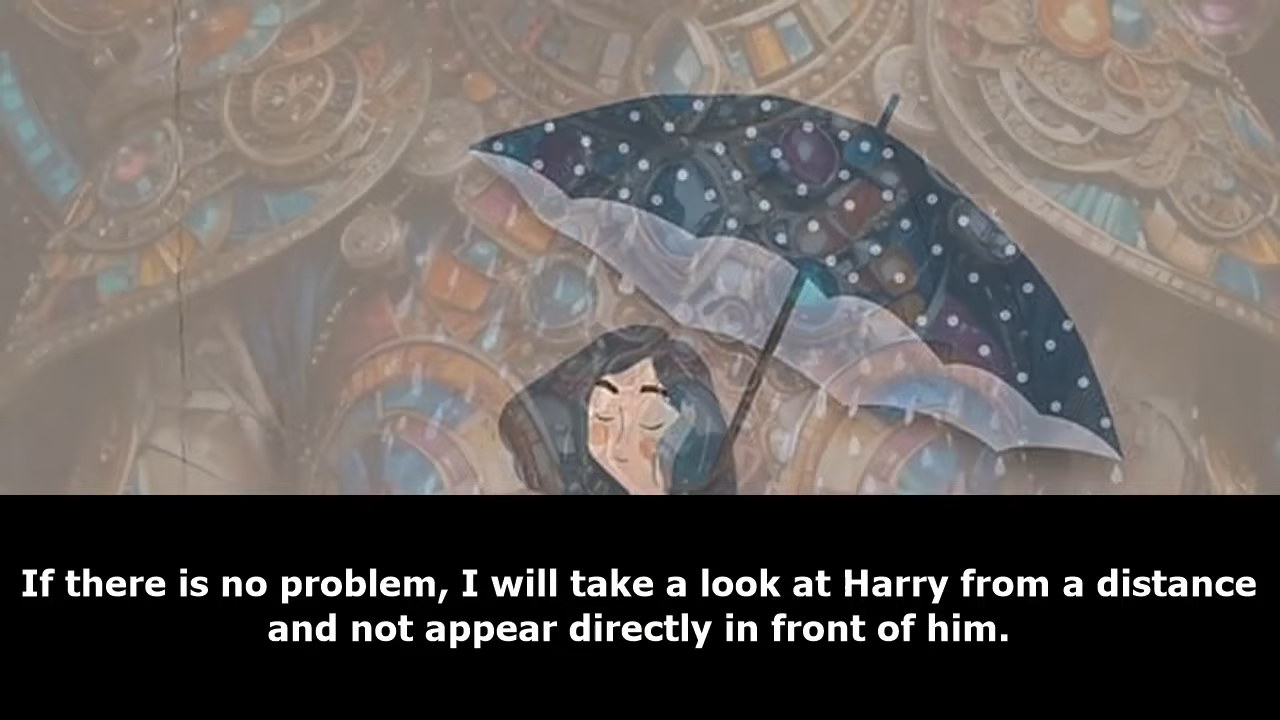 If there is no problem, I will take a look at Harry from a distance
and not appear directly in front of him.